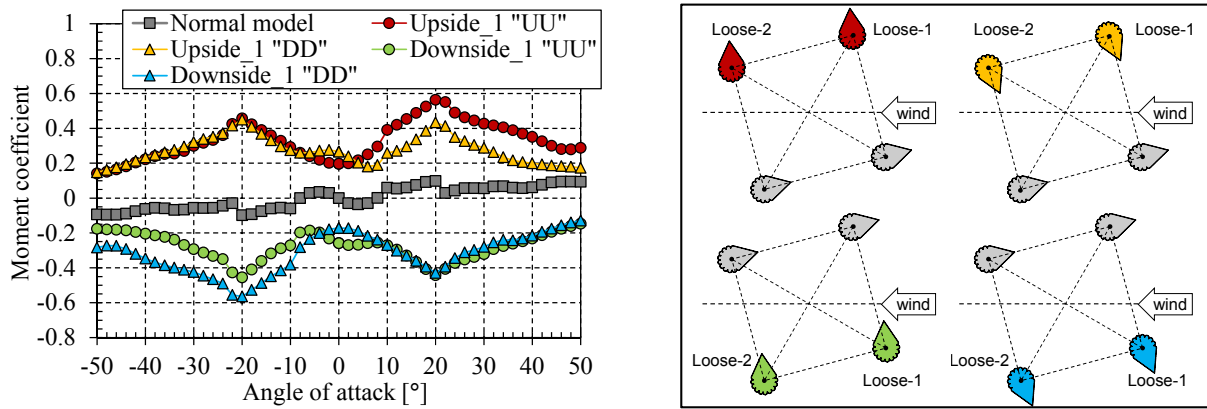 Normal model
Upside_1 "UU"
Upside_1 "DD"
Downside_1 "UU"
Downside_1 "DD"
Moment coefficient
1
0.8
0.6
0.4
0.2
0
-0.2
-0.4
-0.6
-0.8
-50 -40 -30 -20 -10 0 10 20 30 40 50
Angle of attack [°]
Loose-2
Loose-1
wind
Loose-2
Loose-1
wind
wind
Loose-2
Loose-1
wind
Loose-2
Loose-1